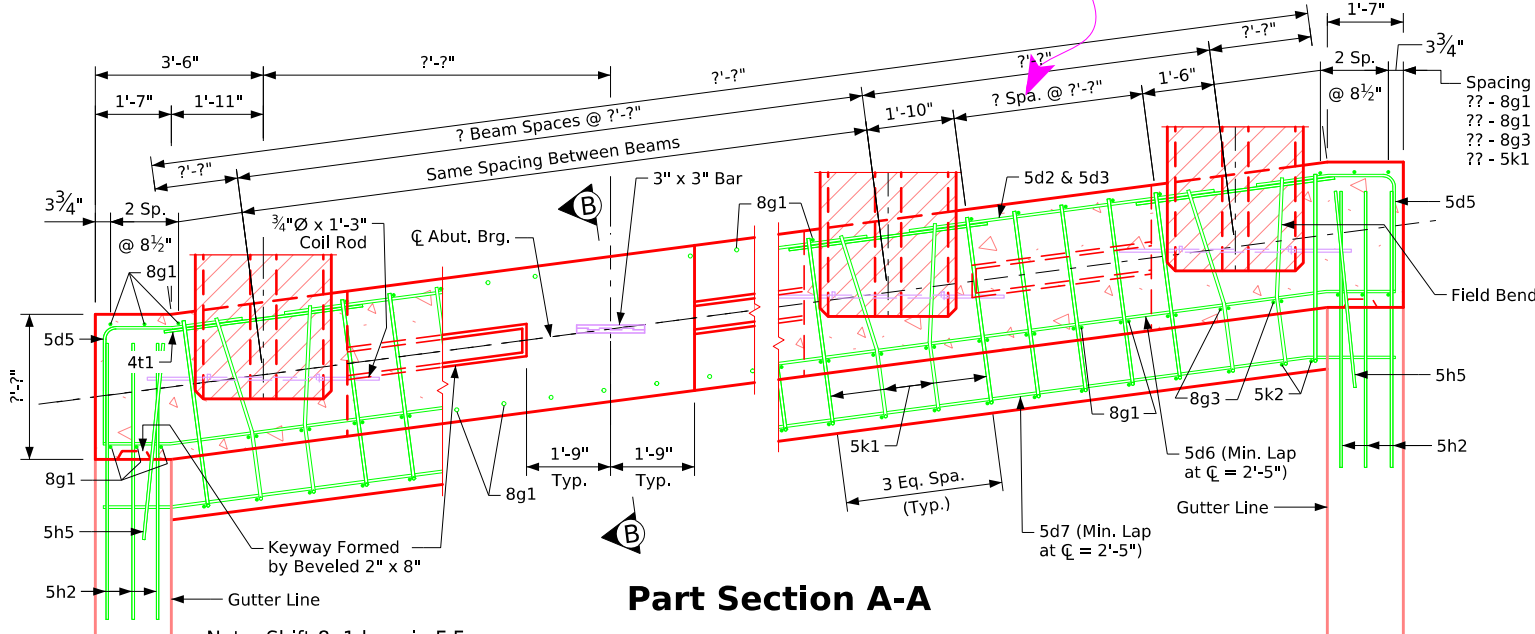 1'-7"
3'-6"
?'-?"
?'-?"
?'-?"
?'-?"
3¾"
2 Sp.
@ 8½"
1'-7"
1'-11"
? Beam Spaces @ ?'-?"
1'-10"
? Spa. @ ?'-?"
1'-6"
Spacing
?? - 8g1
?? - 8g1
?? - 8g3
?? - 5k1
?'-?"
Same Spacing Between Beams
3¾"
2 Sp.
@ 8½"
8g1
¾"Ø x 1'-3"
Coil Rod
℄ Abut. Brg.
B
3" x 3" Bar
8g1
5d2 & 5d3
5d5
Field Bend
5d5
4t1
?'-?"
8g1
5h5
5h2
Keyway Formed
by Beveled 2" x 8"
Gutter Line
8g1
1'-9"
Typ.
1'-9"
Typ.
B
5k1
3 Eq. Spa.
(Typ.)
8g1
8g3
5k2
5h5
5h2
5d6 (Min. Lap
at ℄ = 2'-5")
5d7 (Min. Lap
at ℄ = 2'-5")
Gutter Line
Part Section A-A